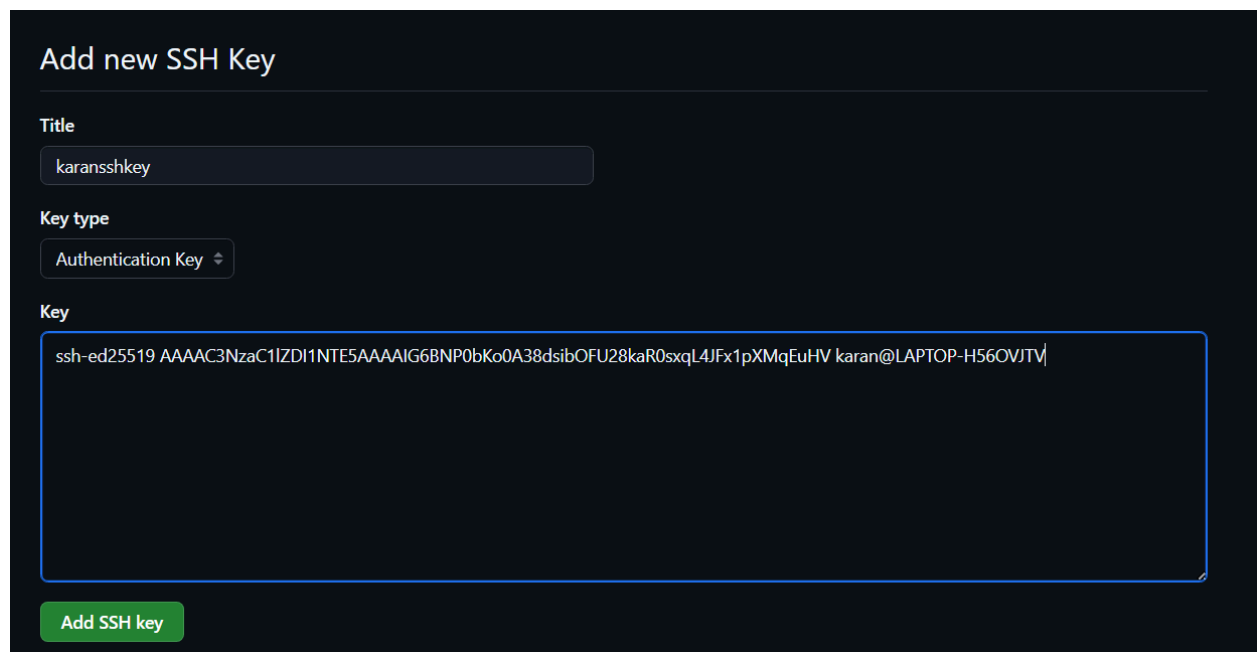 Add new SSH Key
Title
karansshkey
Key type
Authentication Key
Key
ssh-ed25519 AAAAC3NzaC1lZDI1NTE5AAAAIG6BNP0bKo0A38dsibOFU28kaR0sxqL4JFx1pXMqEuHV karan@LAPTOP-H56OVJTV
Add SSH key